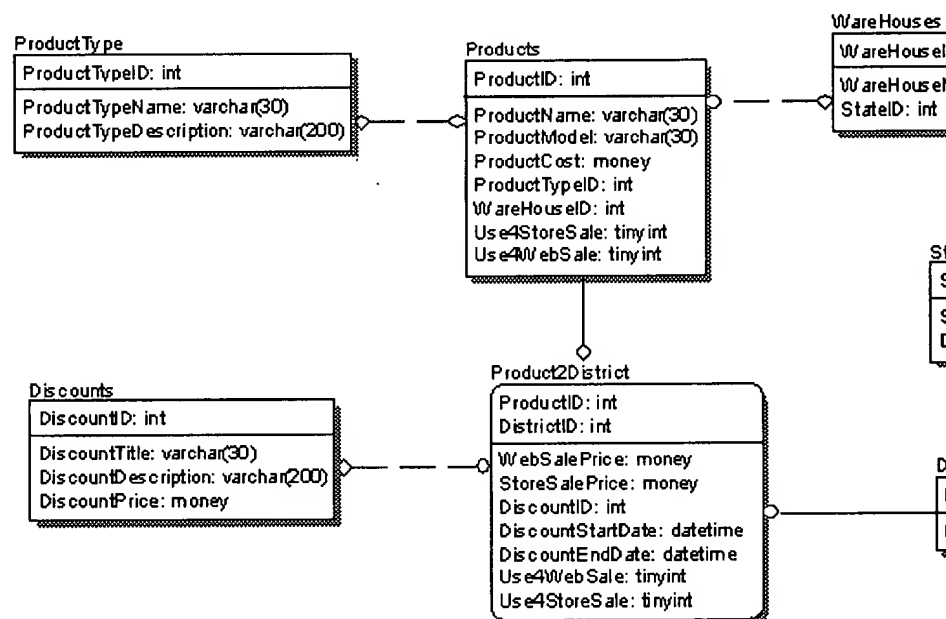 ProductType
ProductTypeID: int
ProductTypeName: varchar(30)
ProductTypeDescription: varchar(200)
Products
ProductID: int
ProductName: varchar(30)
ProductModel: varchar(30)
ProductCost: money
ProductTypeID: int
WareHouseID: int
Use4StoreSale: tinyint
Use4WebSale: tinyint
WareHouses
StateID: int
Discounts
DiscountID: int
DiscountTitle: varchar(30)
DiscountDescription: varchar(200)
DiscountPrice: money
Product2District
ProductID: int
DistrictID: int
WebSalePrice: money
StoreSalePrice: money
DiscountID: int
DiscountStartDate: datetime
DiscountEndDate: datetime
Use4WebSale: tinyint
Use4StoreSale: tinyint